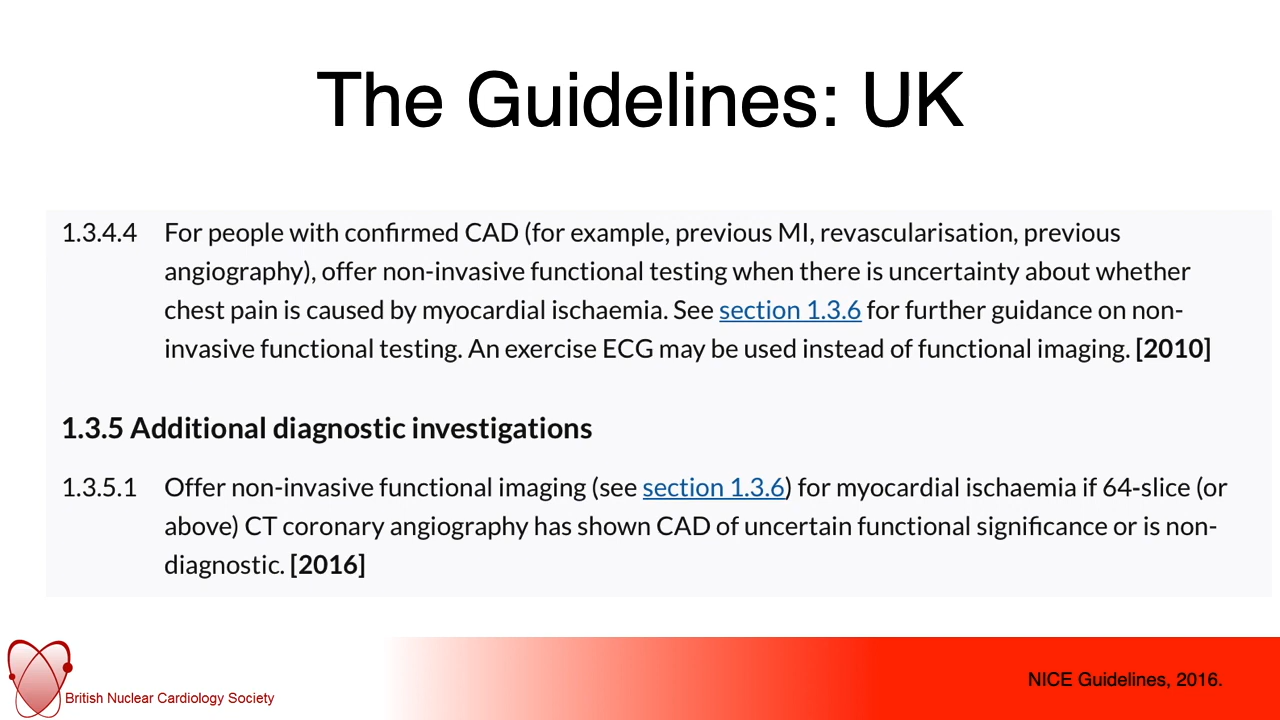 The Guidelines: UK
1.3.4.4 For people with confirmed CAD (for example, previous MI, revascularisation, previous
angiography), offer non-invasive functional testing when there is uncertainty about whether
chest pain is caused by myocardial ischaemia. See section 1.3.6 for further guidance on non-
invasive functional testing. An exercise ECG may be used instead of functional imaging. [2010]
1.3.5 Additional diagnostic investigations
1.3.5.1 Offer non-invasive functional imaging (see section 1.3.6) for myocardial ischaemia if 64-slice (or
above) CT coronary angiography has shown CAD of uncertain functional significance or is non-
diagnostic. [2016]
British Nuclear Cardiology Society
NICE Guidelines, 2016.